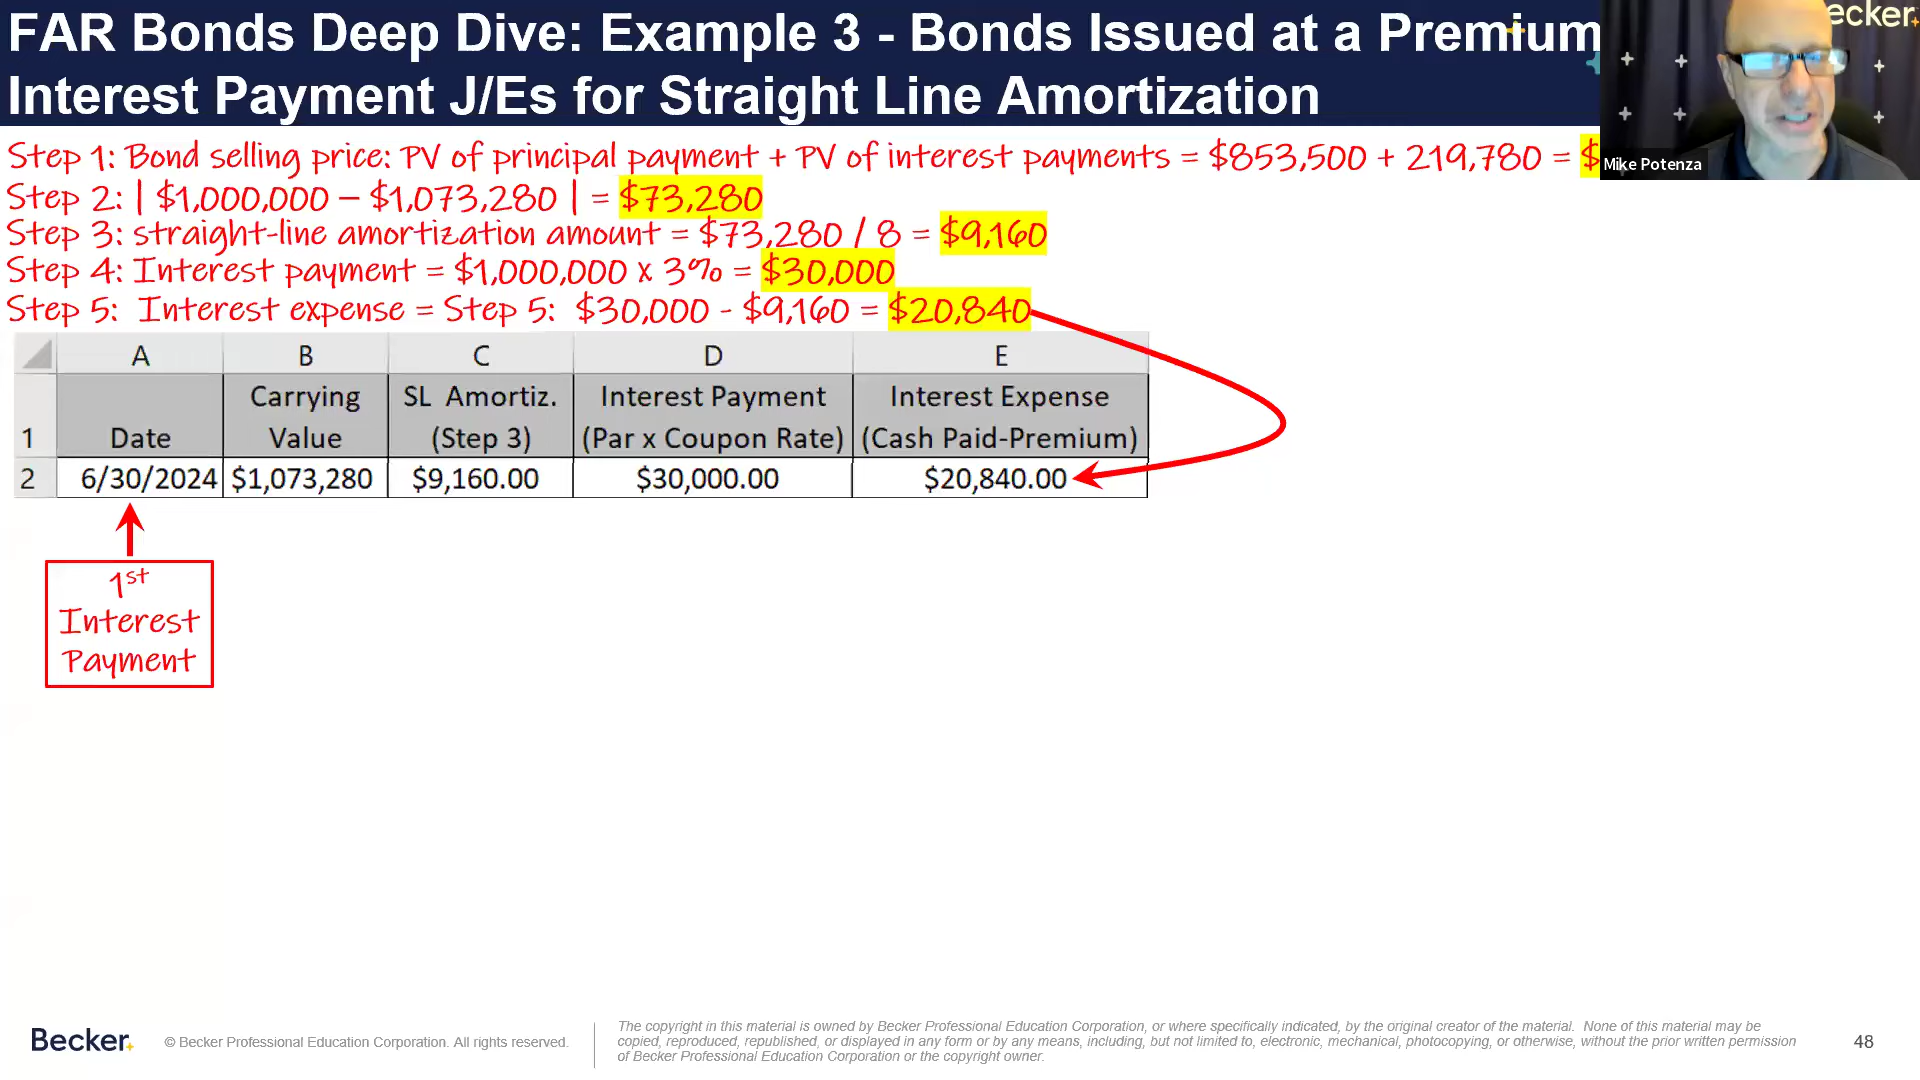 FAR Bonds Deep Dive: Example 3 - Bonds Issued at a Premium
Interest Payment J/Es for Straight Line Amortization
ecker
Mike Potenza
Step 1: Bond selling price: PV of principal payment + PV of interest payments = $853,500 + 219,780 = $
Step 2: | $1,000,000 – $1,073,280 | = $73,280
Step 3: straight-line amortization amount = $73,280 / 8 = $9,160
Step 4: Interest payment = $1,000,000 x 3% = $30,000
Step 5: Interest expense = Step 5: $30,000 - $9,160 = $20,840
A B C D E
Carrying SL Amortiz. Interest Payment Interest Expense
1 Date Value (Step 3) (Par x Coupon Rate) (Cash Paid-Premium)
2 6/30/2024 $1,073,280 $9,160.00 $30,000.00 $20,840.00
1st
Interest
Payment
Becker
© Becker Professional Education Corporation. All rights reserved.
The copyright in this material is owned by Becker Professional Education Corporation, or where specifically indicated, by the original creator of the material. None of this material may be
copied, reproduced, republished, or displayed in any form or by any means, including, but not limited to, electronic, mechanical, photocopying, or otherwise, without the prior written permission
of Becker Professional Education Corporation or the copyright owner.
48